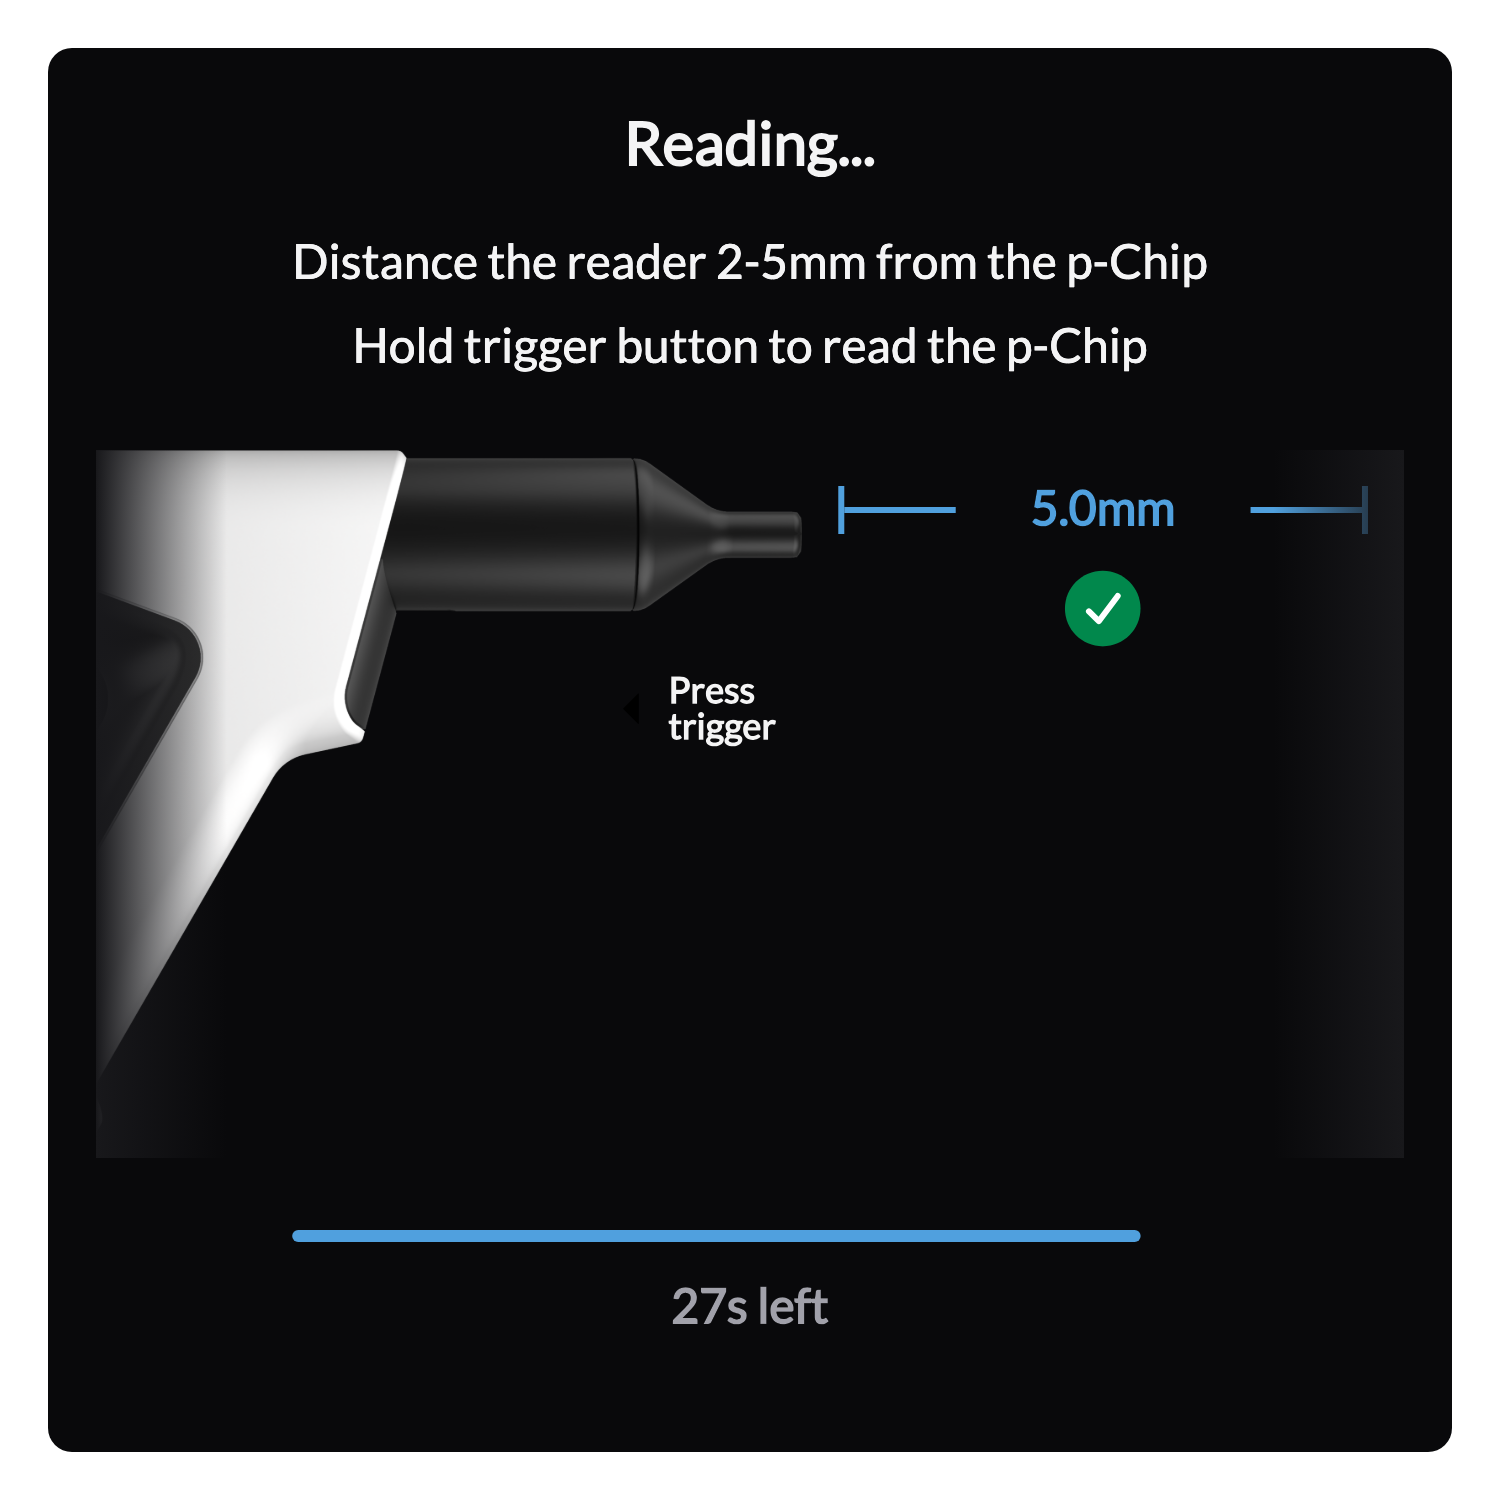 Reading...
Distance the reader 2-5mm from the p-Chip
Hold trigger button to read the p-Chip
5.0mm
Press
trigger
27s left